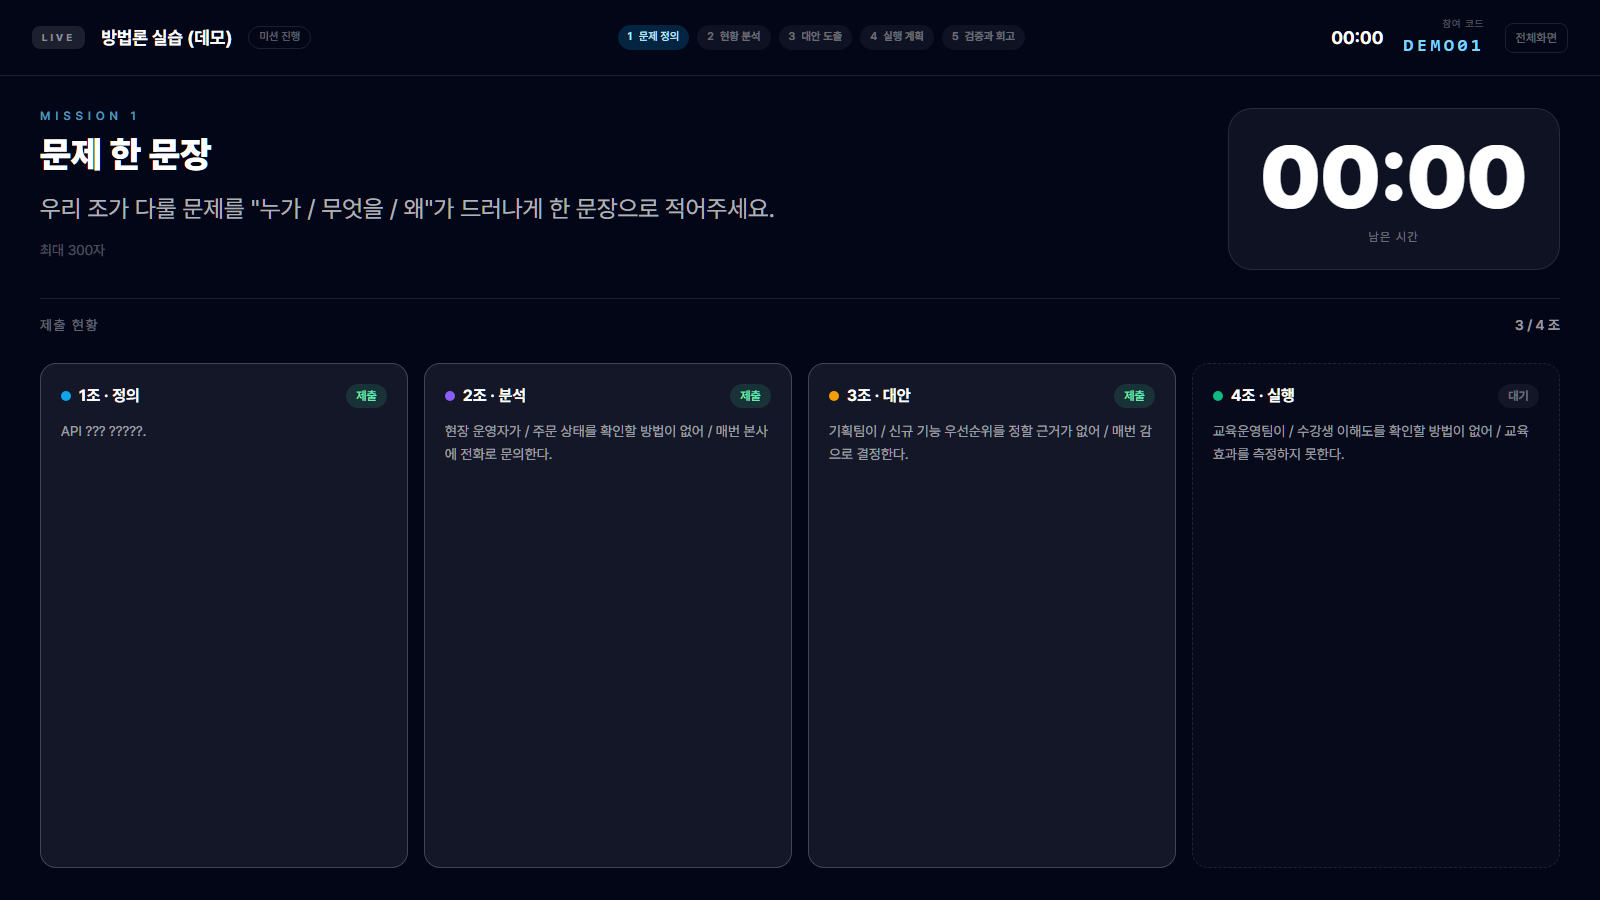 LIVE
방법론 실습 (데모)
미션 진행
1 문제 정의
2 현황 분석
3 대안 도출
4 실행 계획
5 검증과 회고
00:00
참여 코드
DEMO01
전체화면
MISSION 1
문제 한 문장
우리 조가 다룰 문제를 "누가 / 무엇을 / 왜"가 드러나게 한 문장으로 적어주세요.
최대 300자
00:00
남은 시간
제출 현황
3 / 4 조
1조 · 정의
제출
API ??? ?????.
2조 · 분석
제출
현장 운영자가 / 주문 상태를 확인할 방법이 없어 / 매번 본사
에 전화로 문의한다.
3조 · 대안
제출
기획팀이 / 신규 기능 우선순위를 정할 근거가 없어 / 매번 감
으로 결정한다.
4조 · 실행
대기
교육운영팀이 / 수강생 이해도를 확인할 방법이 없어 / 교육
효과를 측정하지 못한다.